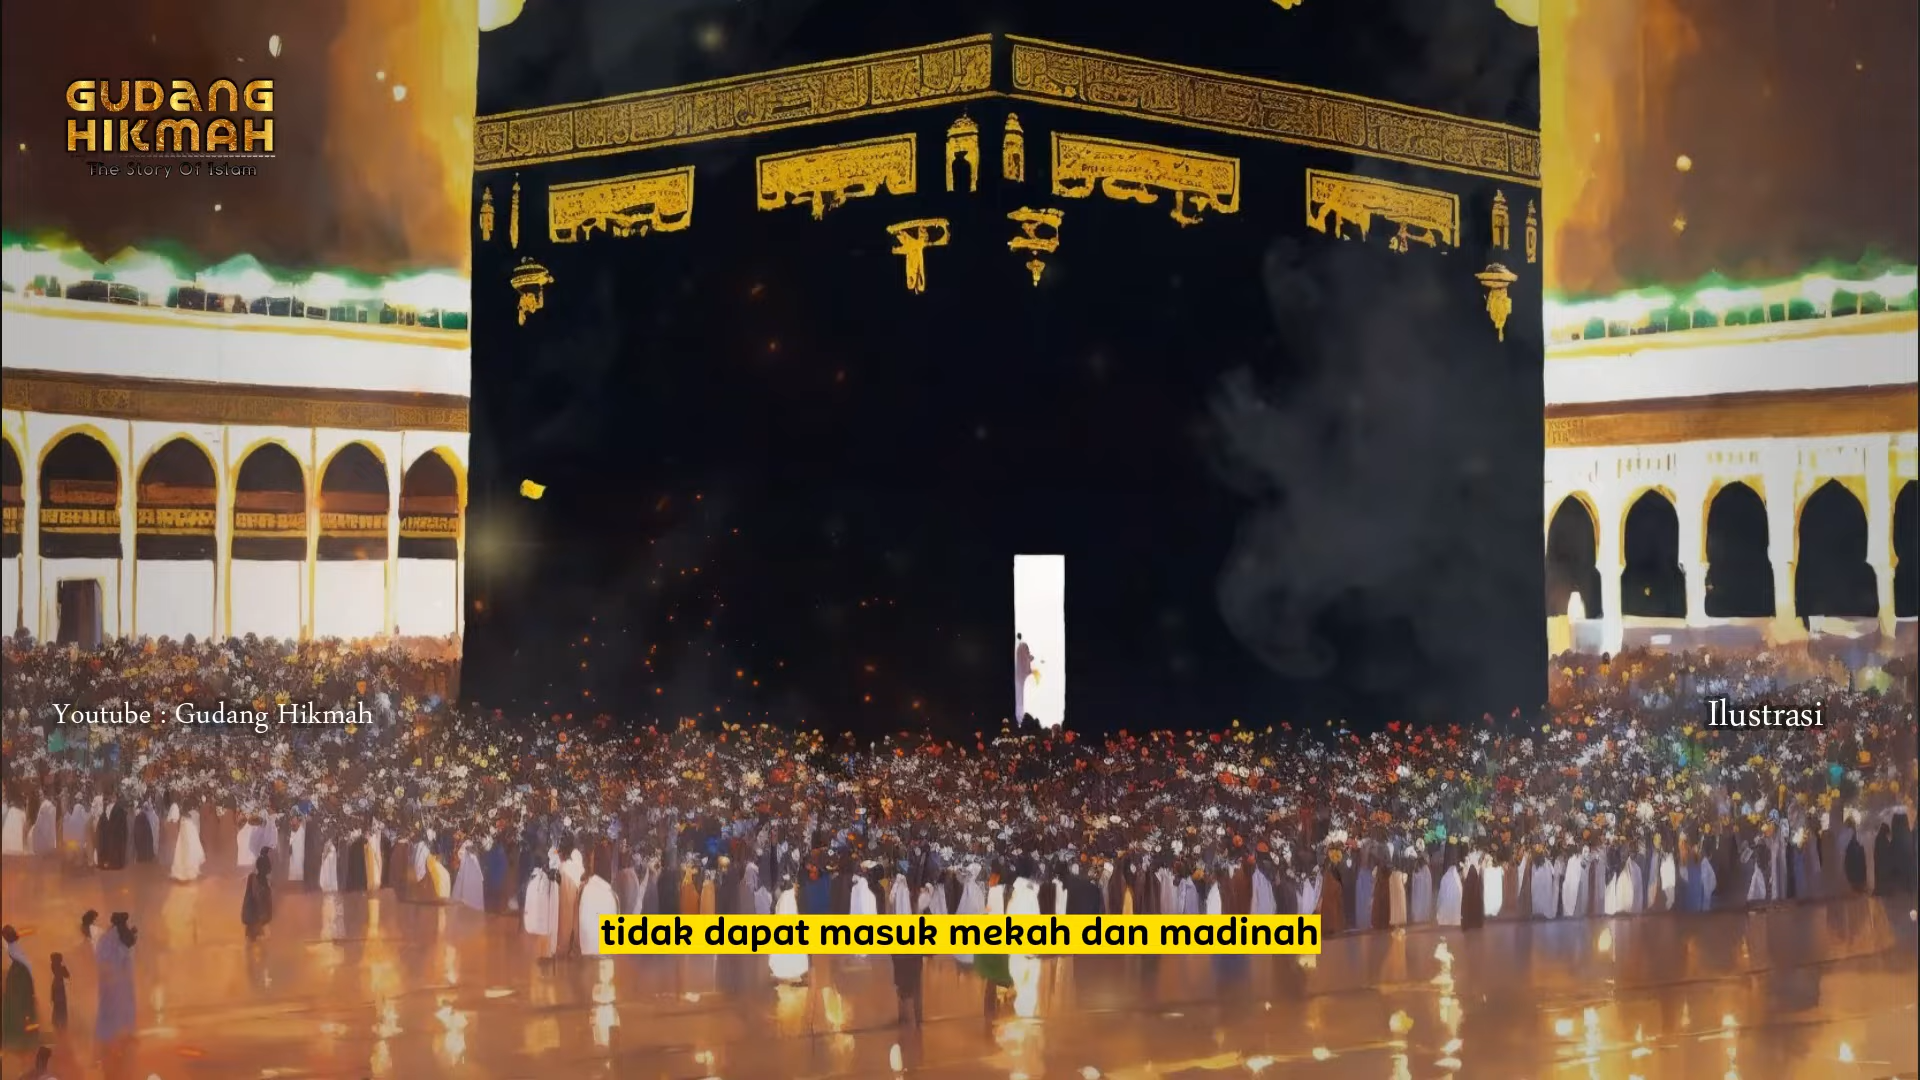 GUDANG
HIKMAH
The Story Of Islam
Youtube : Gudang Hikmah
Ilustrasi
tidak dapat masuk mekah dan madinah